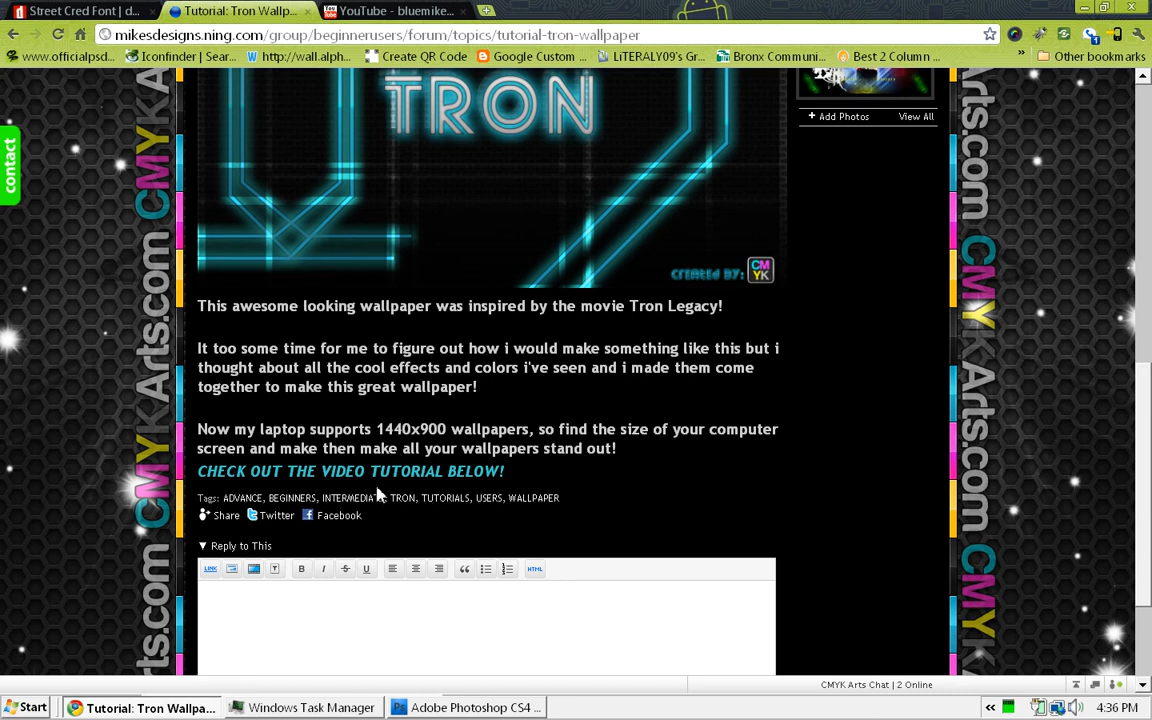 Street Cred Font | d...
Tutorial: Tron Wallp...
YouTube - bluemike...
mikesdesigns.ning.com/group/beginnerusers/forum/topics/tutorial-tron-wallpaper
www.officialpsd...
Iconfinder | Sear...
http://wall.alph...
Create QR Code
Google Custom ...
LiTERALY09's Gr...
Bronx Communi...
Best 2 Column ...
»
Other bookmarks
contact
CMYKArts.com
CMYKArts.com
TRON
CREATED BY:
CM
YK
+ Add Photos
View All
This awesome looking wallpaper was inspired by the movie Tron Legacy!
It too some time for me to figure out how i would make something like this but i
thought about all the cool effects and colors i've seen and i made them come
together to make this great wallpaper!
Now my laptop supports 1440x900 wallpapers, so find the size of your computer
screen and make then make all your wallpapers stand out!
CHECK OUT THE VIDEO TUTORIAL BELOW!
Tags: ADVANCE, BEGINNERS, INTERMEDIATE, TRON, TUTORIALS, USERS, WALLPAPER
Share Twitter Facebook
▼ Reply to This
LINK
T
B I S U
HTML
CMYK Arts Chat | 2 Online
Start
Tutorial: Tron Wallpa...
Windows Task Manager
Adobe Photoshop CS4 ...
4:36 PM